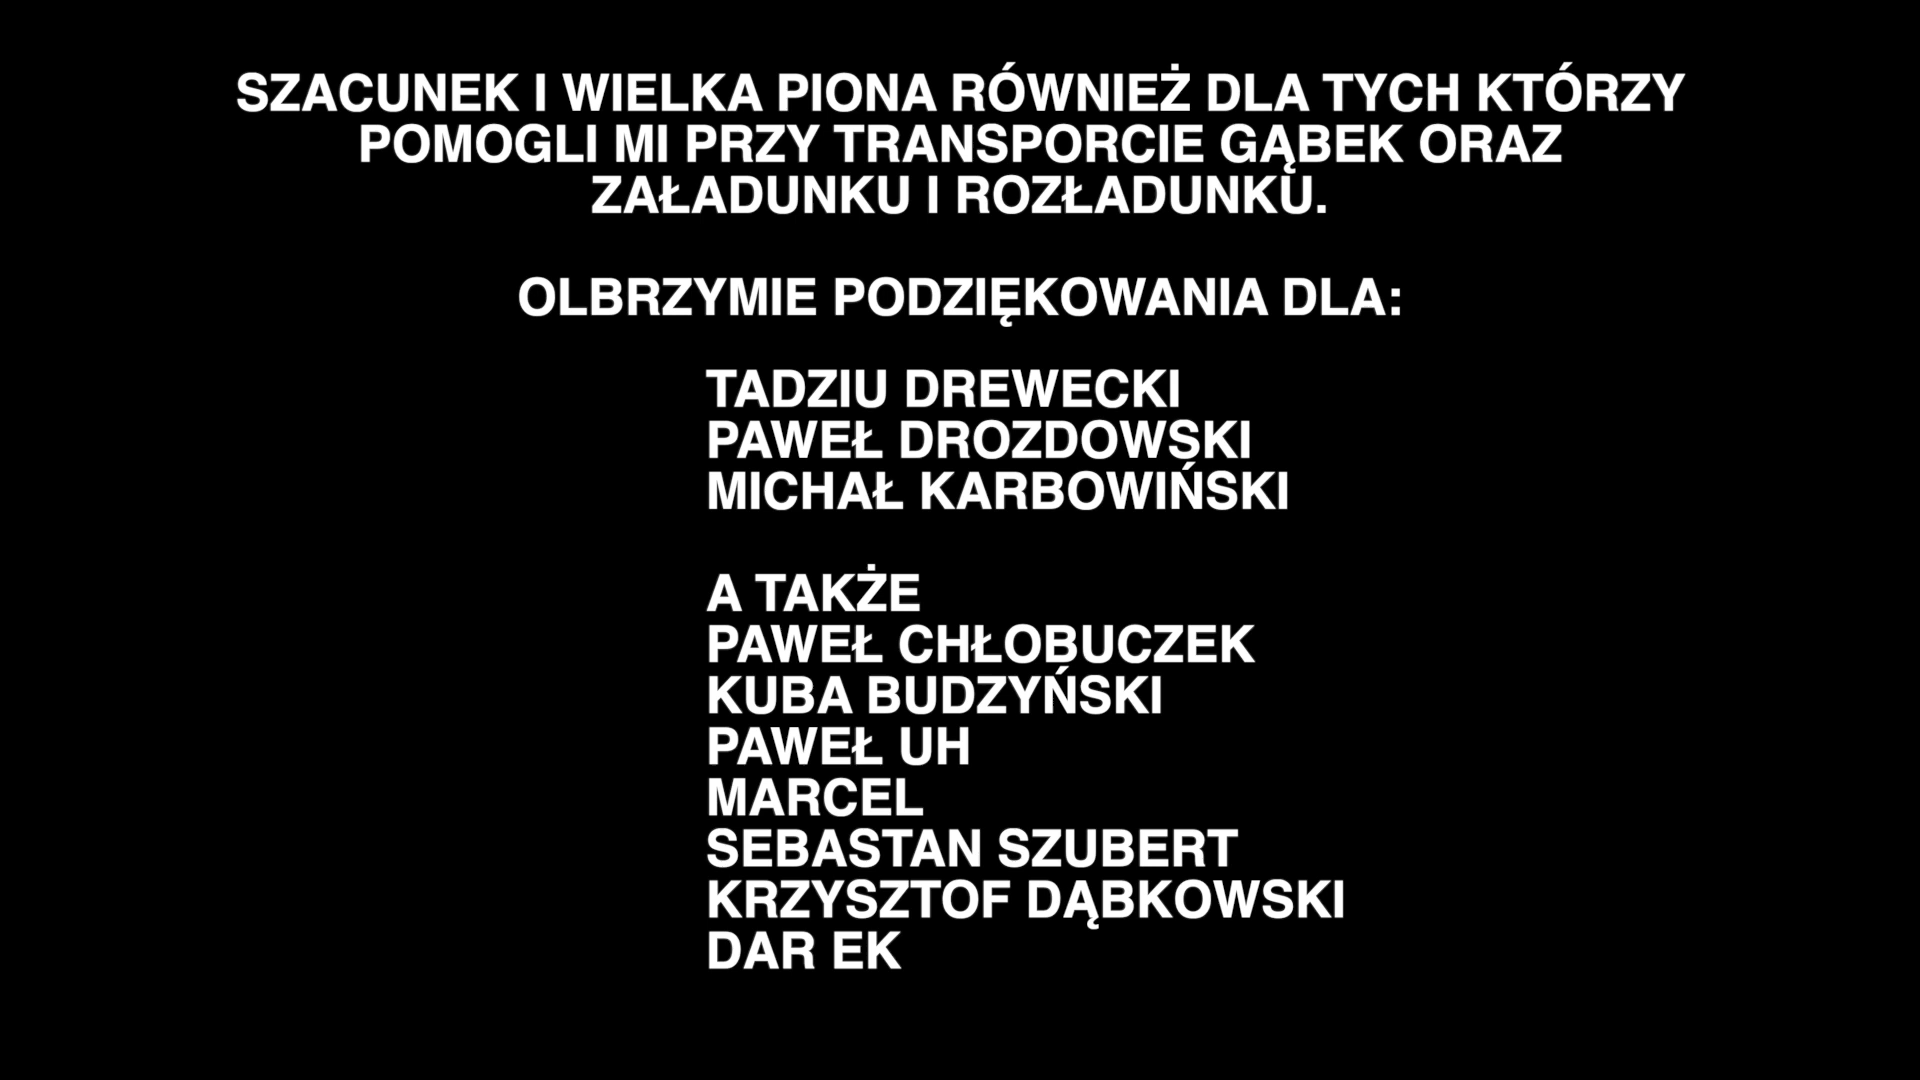 SZACUNEK I WIELKA PIONA RÓWNIEŻ DLA TYCH KTÓRZY
POMOGLI MI PRZY TRANSPORCIE GĄBEK ORAZ
ZAŁADUNKU I ROZŁADUNKU.
OLBRZYMIE PODZIĘKOWANIA DLA:
TADZIU DREWECKI
PAWEŁ DROZDOWSKI
MICHAŁ KARBOWIŃSKI
A TAKŻE
PAWEŁ CHŁOBUCZEK
KUBA BUDZYŃSKI
PAWEŁ UH
MARCEL
SEBASTAN SZUBERT
KRZYSZTOF DĄBKOWSKI
DAR EK